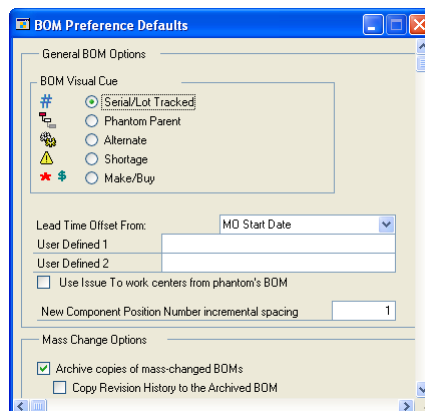 BOM Preference Defaults
General BOM Options
BOM Visual Cue
# Serial/Lot Tracked
Phantom Parent
Alternate
Shortage
* $ Make/Buy
Lead Time Offset From: MO Start Date
User Defined 1
User Defined 2
Use Issue To work centers from phantom's BOM
New Component Position Number incremental spacing 1
Mass Change Options
Archive copies of mass-changed BOMs
Copy Revision History to the Archived BOM